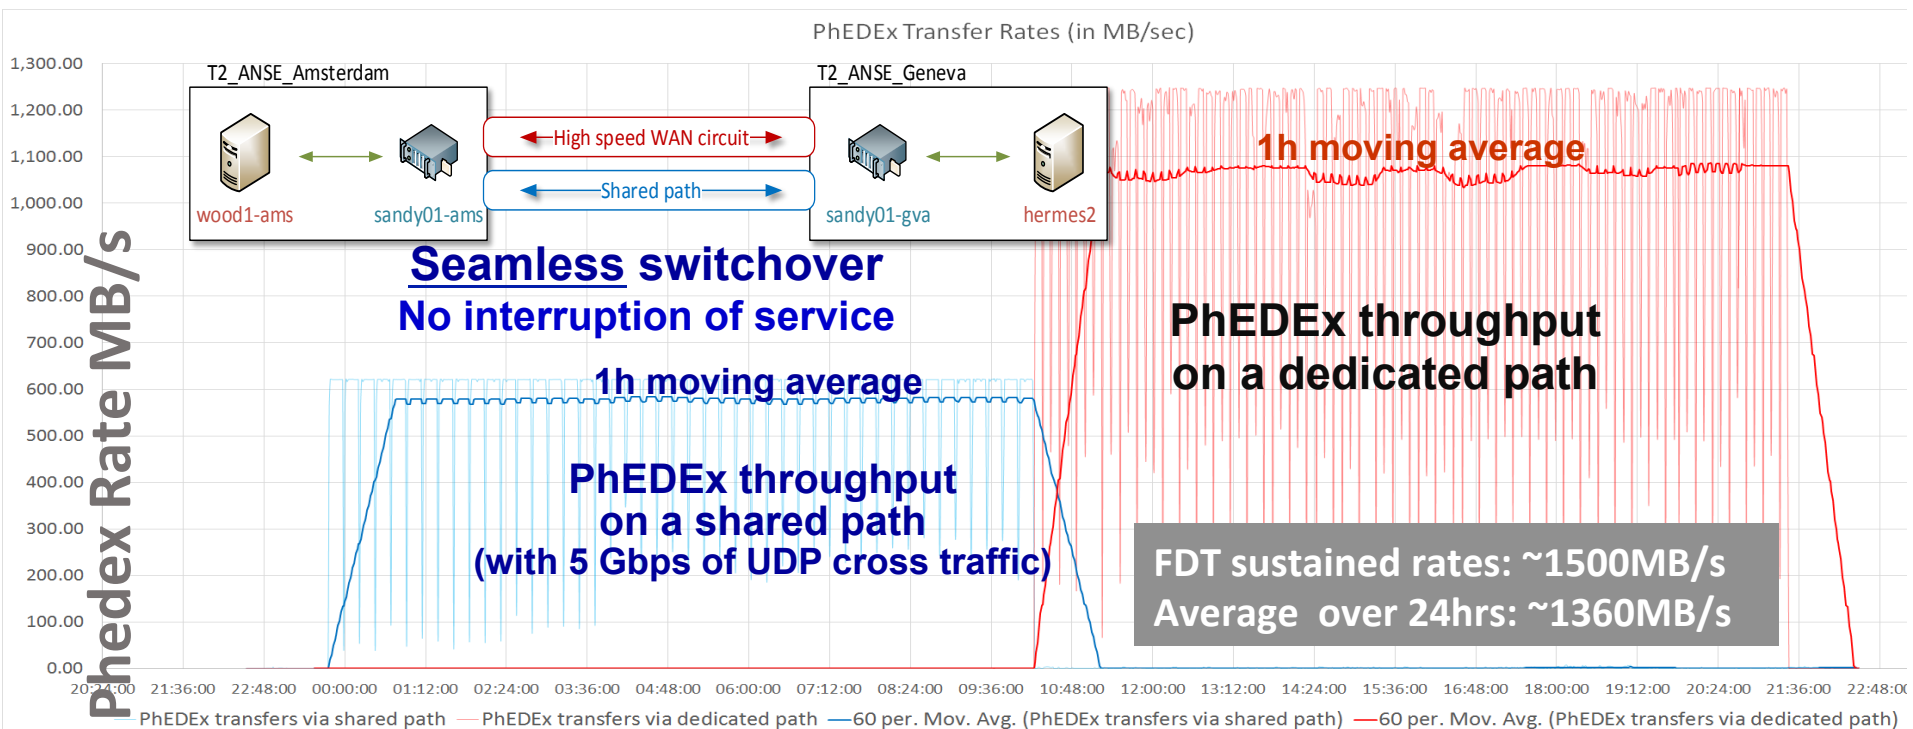 PhEDEx Transfer Rates (in MB/sec)
1,300.00
1,200.00
1,100.00
1,000.00
900.00
800.00
700.00
600.00
500.00
400.00
300.00
200.00
100.00
0.00
Phedex Rate MB/s
T2_ANSE_Amsterdam
T2_ANSE_Geneva
High speed WAN circuit
Shared path
wood1-ams
sandy01-ams
sandy01-gva
hermes2
1h moving average
Seamless switchover
No interruption of service
PhEDEx throughput
on a dedicated path
1h moving average
PhEDEx throughput
on a shared path
(with 5 Gbps of UDP cross traffic)
FDT sustained rates: ~1500MB/s
Average over 24hrs: ~1360MB/s
20:24:00 21:36:00 22:48:00 00:00:00 01:12:00 02:24:00 03:36:00 04:48:00 06:00:00 07:12:00 08:24:00 09:36:00 10:48:00 12:00:00 13:12:00 14:24:00 15:36:00 16:48:00 18:00:00 19:12:00 20:24:00 21:36:00 22:48:00
PhEDEx transfers via shared path PhEDEx transfers via dedicated path 60 per. Mov. Avg. (PhEDEx transfers via shared path) 60 per. Mov. Avg. (PhEDEx transfers via dedicated path)